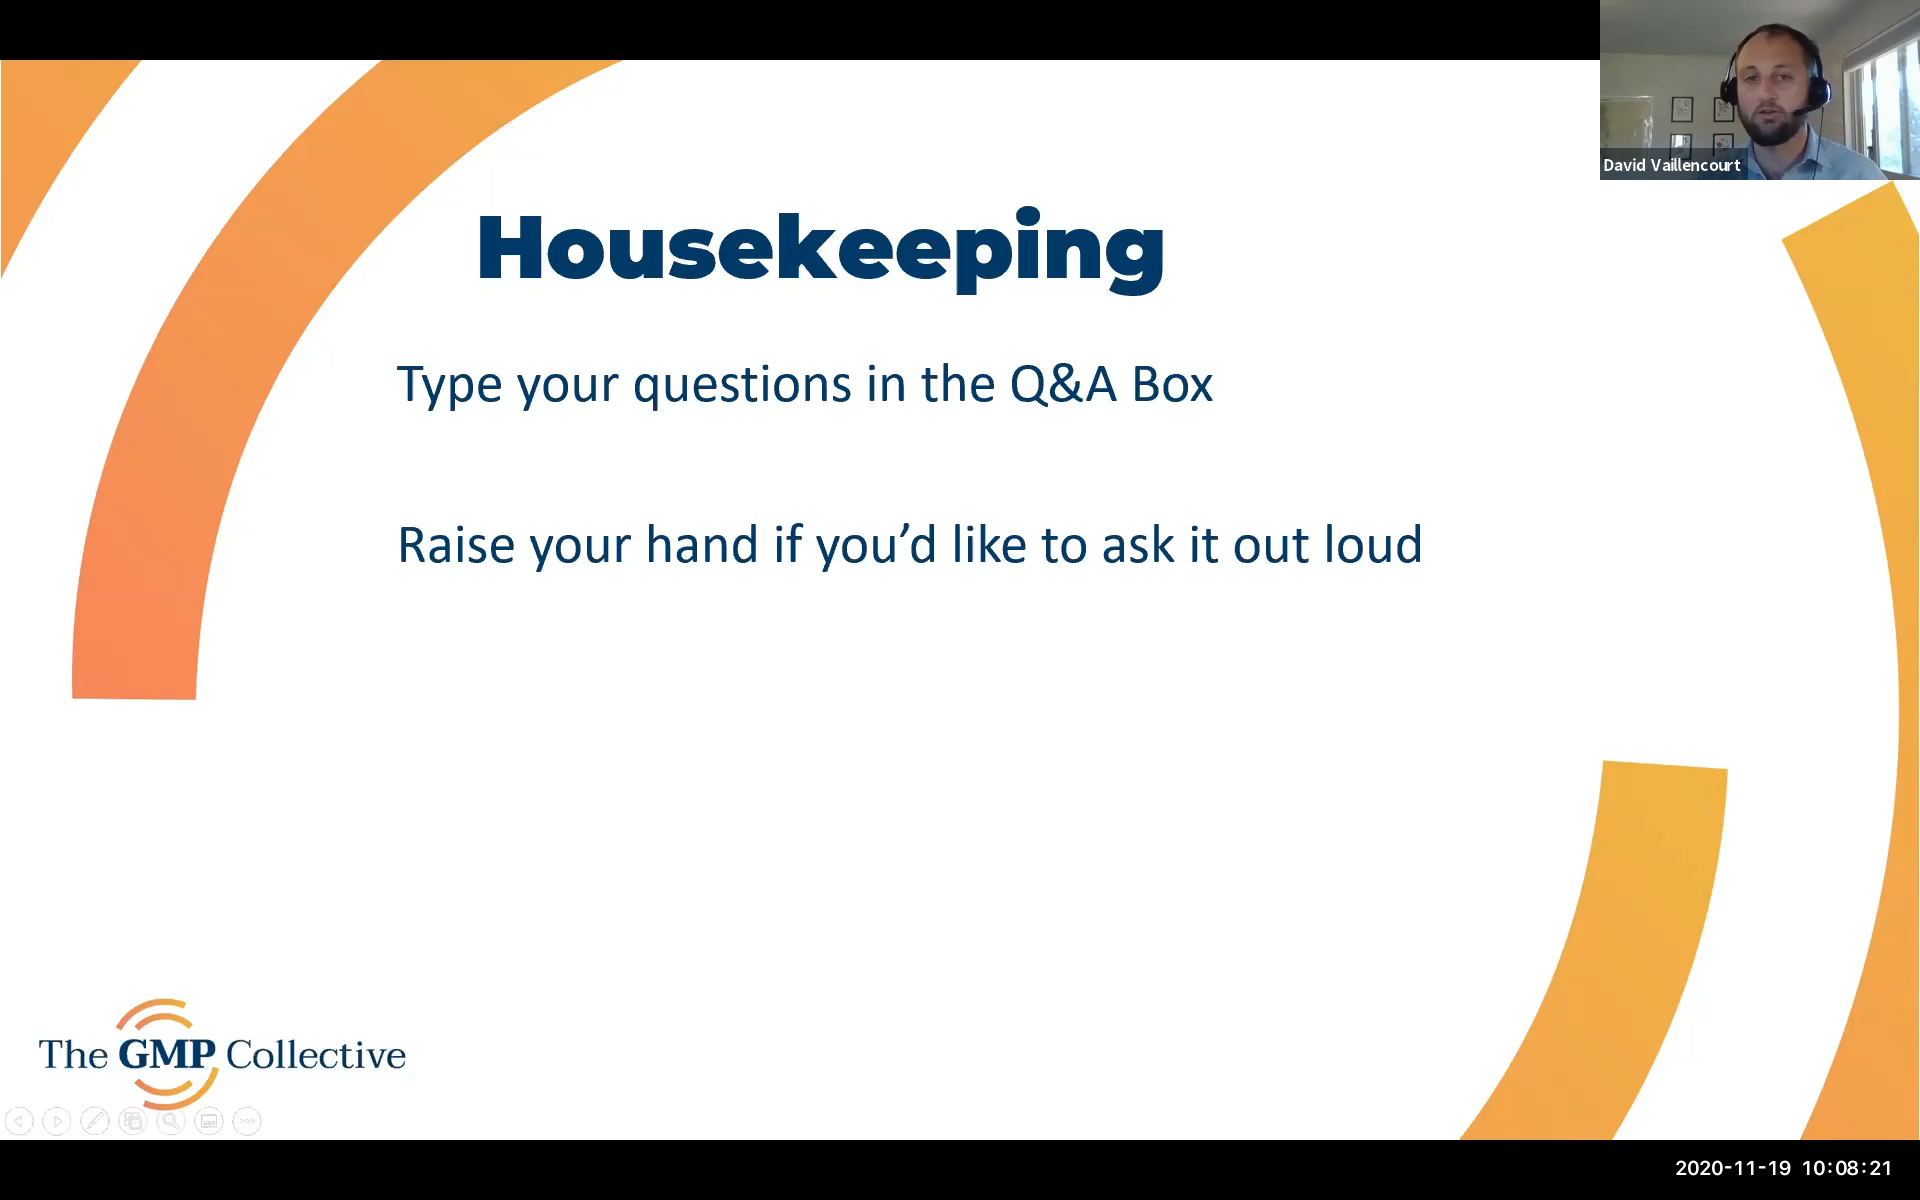 David Vaillencourt
Housekeeping
Type your questions in the Q&A Box
Raise your hand if you’d like to ask it out loud
The GMP Collective
2020-11-19 10:08:21